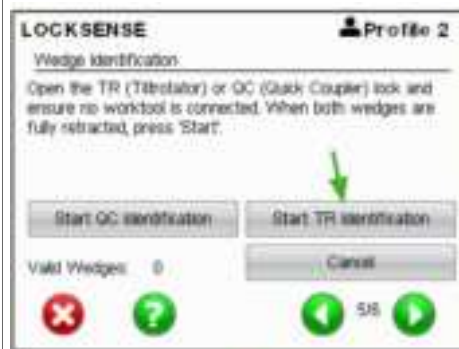 LOCKSENSE Profile 2
Wedge Identification
Open the TR (Tiltrotator) or QC (Quick Coupler) lock and
ensure no worktool is connected. When both wedges are
fully retracted, press 'Start'.
Start QC Identification Start TR Identification
Cancel
Valid Wedges: 0
5/6